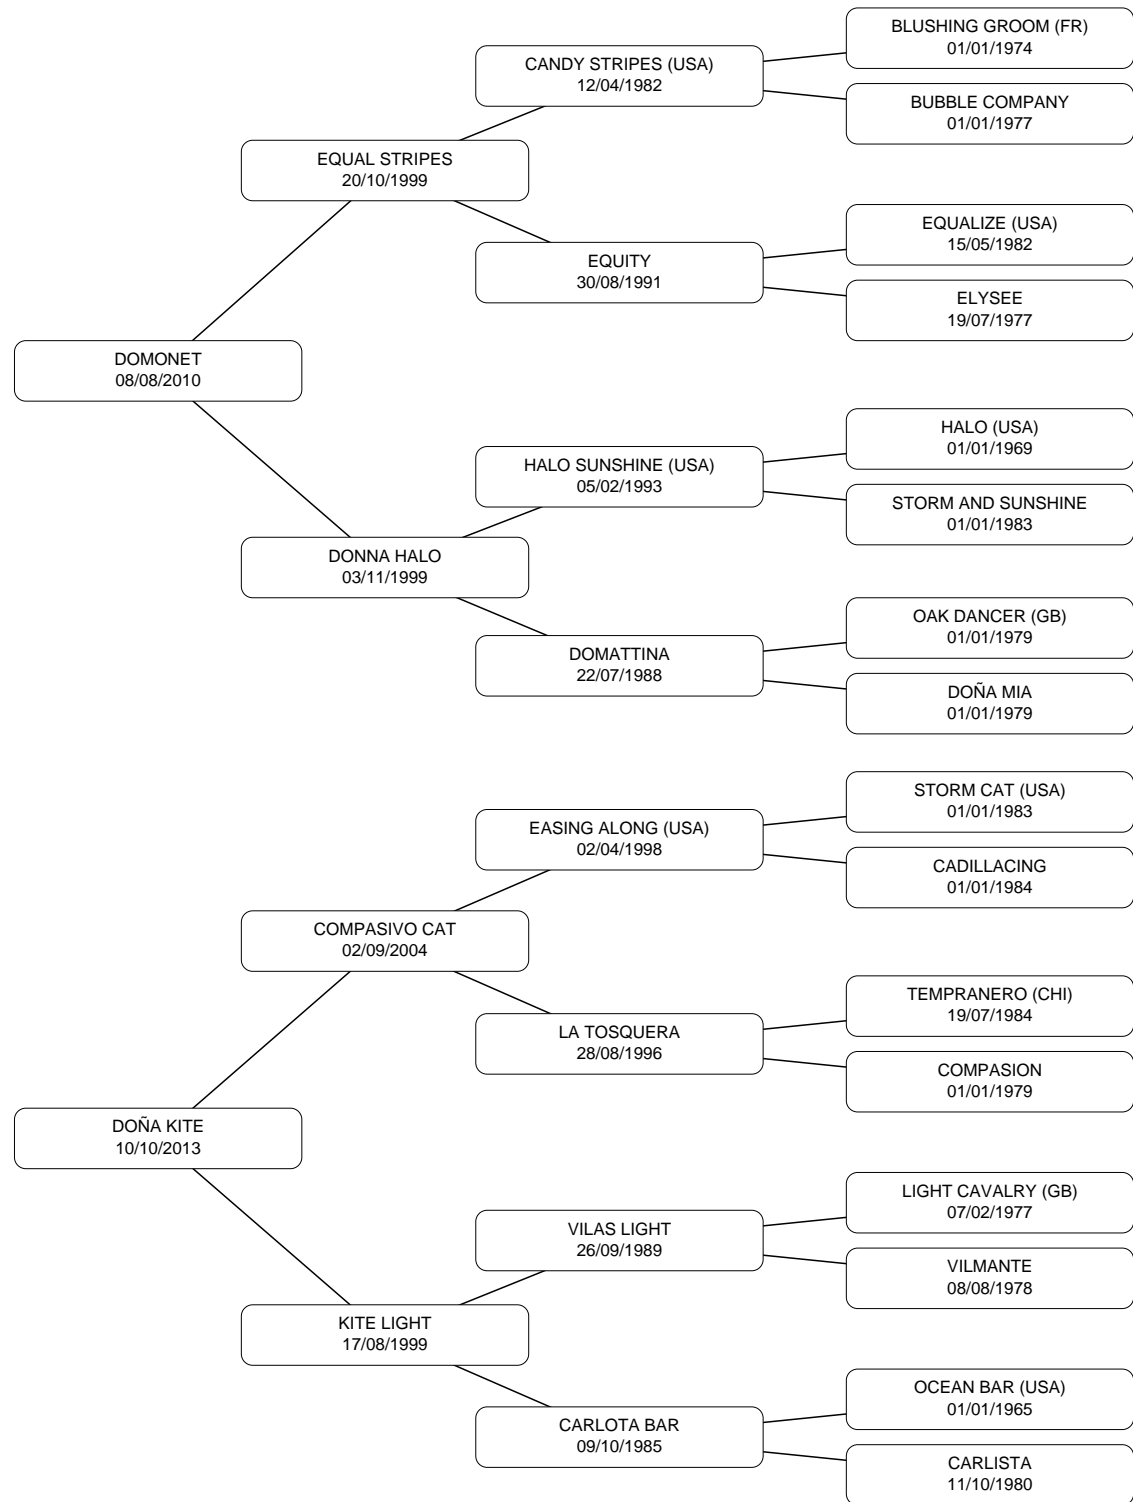 BLUSHING GROOM (FR)
01/01/1974
CANDY STRIPES (USA)
12/04/1982
BUBBLE COMPANY
01/01/1977
EQUAL STRIPES
20/10/1999
EQUALIZE (USA)
15/05/1982
EQUITY
30/08/1991
ELYSEE
19/07/1977
DOMONET
08/08/2010
HALO (USA)
01/01/1969
HALO SUNSHINE (USA)
05/02/1993
STORM AND SUNSHINE
01/01/1983
DONNA HALO
03/11/1999
OAK DANCER (GB)
01/01/1979
DOMATTINA
22/07/1988
DOÑA MIA
01/01/1979
STORM CAT (USA)
01/01/1983
EASING ALONG (USA)
02/04/1998
CADILLACING
01/01/1984
COMPASIVO CAT
02/09/2004
TEMPRANERO (CHI)
19/07/1984
LA TOSQUERA
28/08/1996
COMPASION
01/01/1979
DOÑA KITE
10/10/2013
LIGHT CAVALRY (GB)
07/02/1977
VILAS LIGHT
26/09/1989
VILMANTE
08/08/1978
KITE LIGHT
17/08/1999
OCEAN BAR (USA)
01/01/1965
CARLOTA BAR
09/10/1985
CARLISTA
11/10/1980